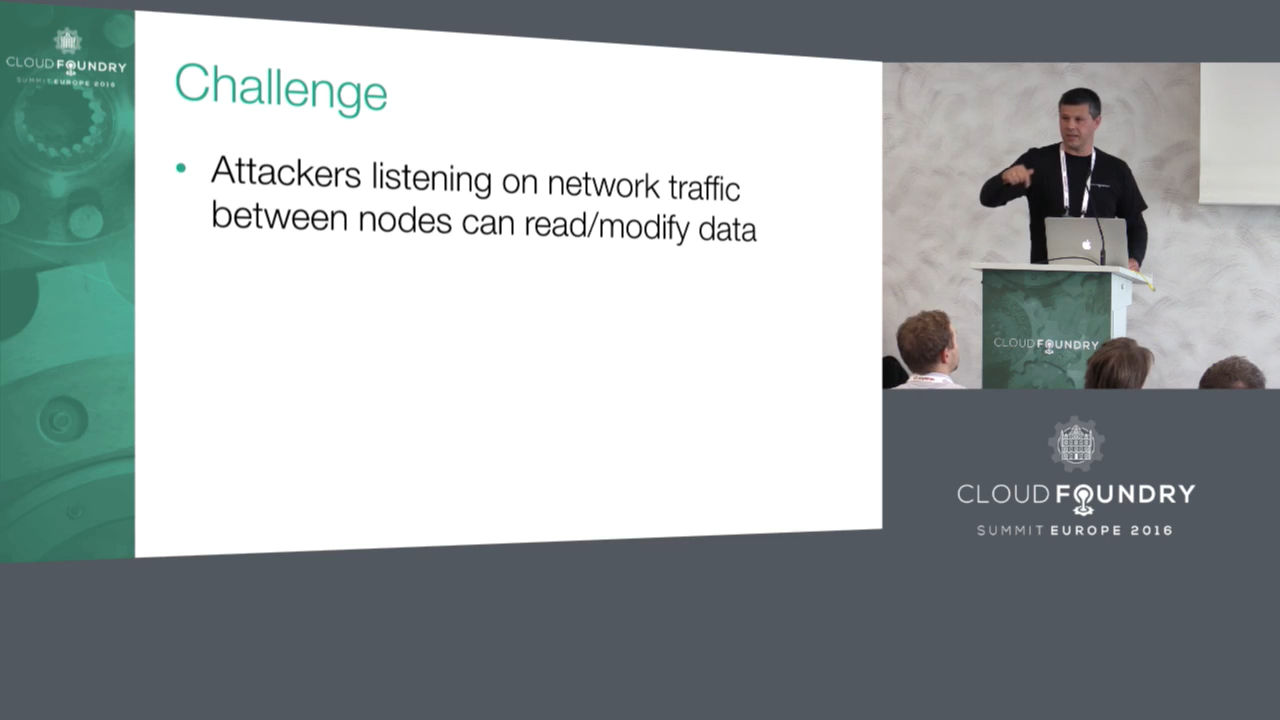 CLOUD FOUNDRY
SUMMIT EUROPE 2016
Challenge
• Attackers listening on network traffic
between nodes can read/modify data
CLOUD FOUNDRY
CLOUD FOUNDRY
SUMMIT EUROPE 2016